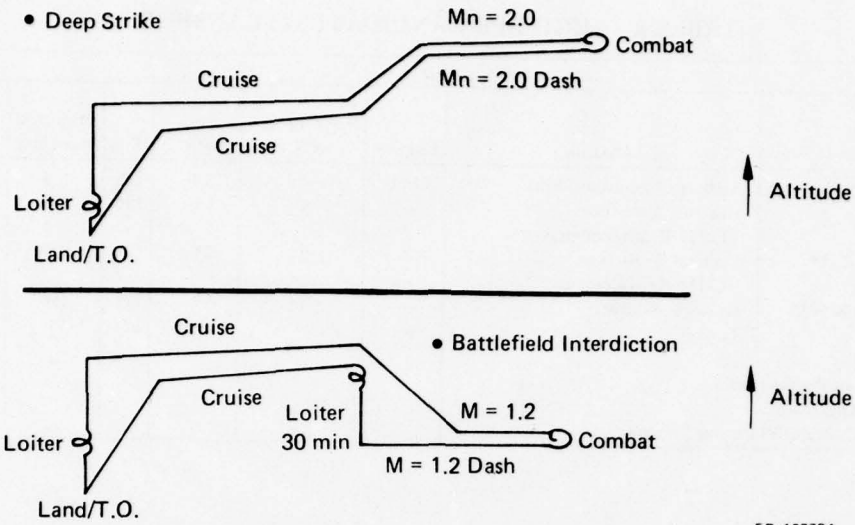 • Deep Strike
Mn = 2.0
Combat
Cruise
Mn = 2.0 Dash
Cruise
Altitude
Loiter
Land/T.O.
Cruise
• Battlefield Interdiction
Cruise
Altitude
Loiter
30 min
M = 1.2
Loiter
Combat
M = 1.2 Dash
Land/T.O.